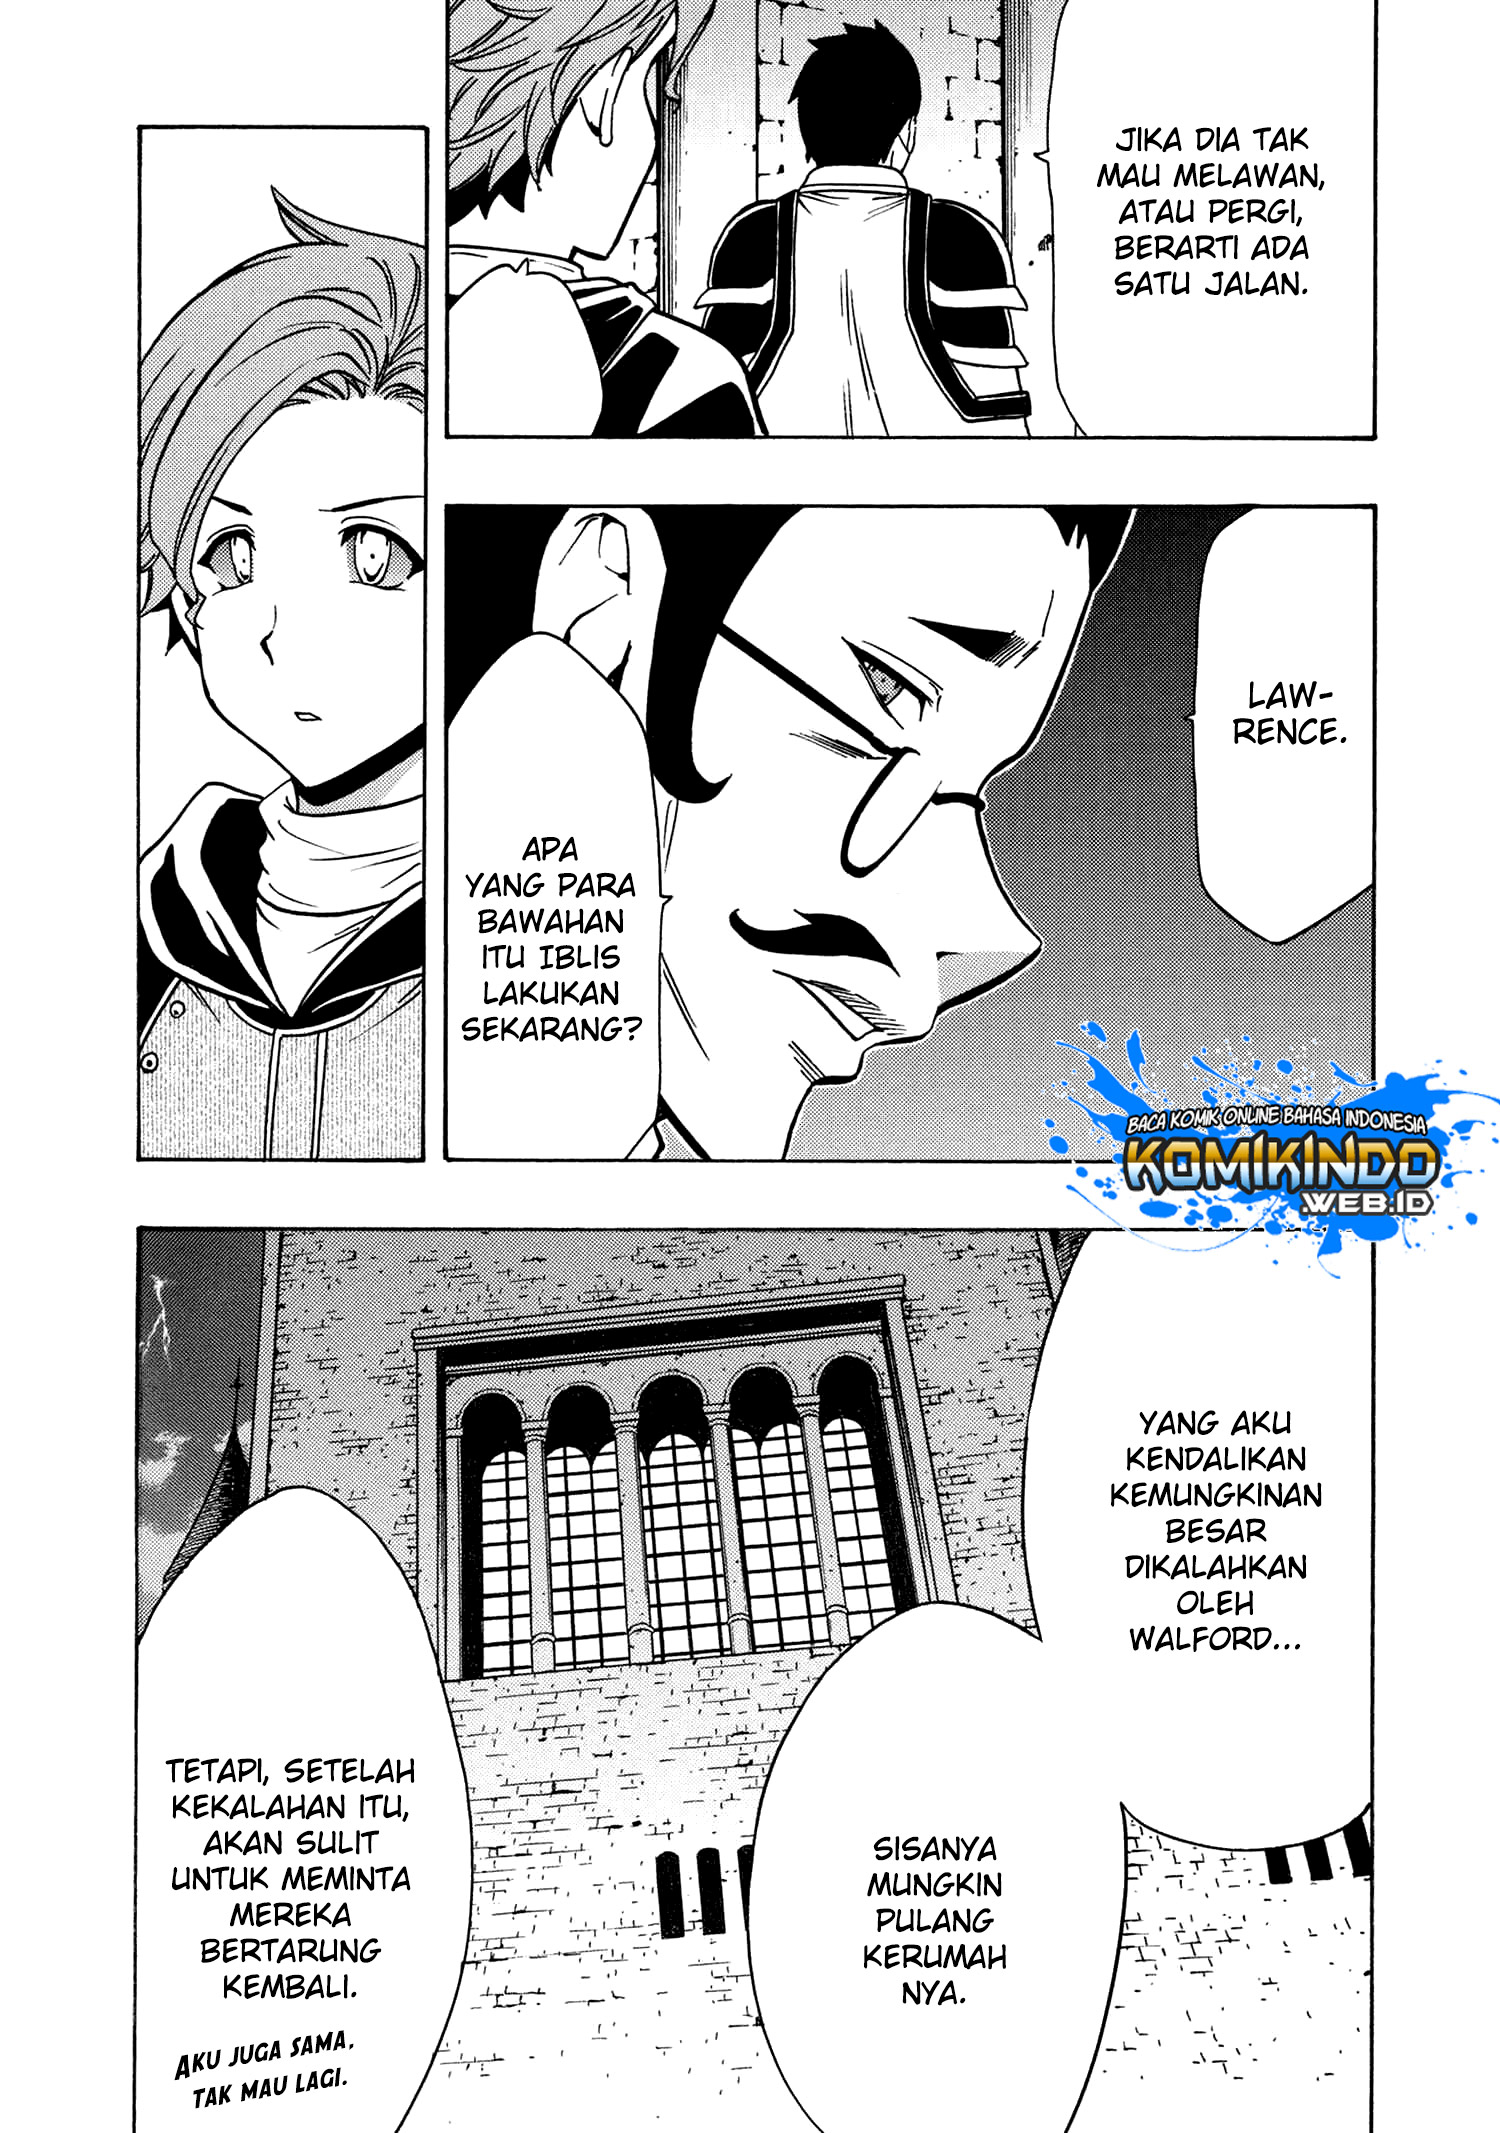 JIKA DIA TAK
MAU MELAWAN,
ATAU PERGI,
BERARTI ADA
SATU JALAN.
LAW-
RENCE.
APA
YANG PARA
BAWAHAN
ITU IBLIS
LAKUKAN
SEKARANG?
BACA KOMIK ONLINE BAHASA INDONESIA
KOMIKINDO
.WEB.ID
YANG AKU
KENDALIKAN
KEMUNGKINAN
BESAR
DIKALAHKAN
OLEH
WALFORD...
SISANYA
MUNGKIN
PULANG
KERUMAH
NYA.
TETAPI, SETELAH
KEKALAHAN ITU,
AKAN SULIT
UNTUK MEMINTA
MEREKA
BERTARUNG
KEMBALI.
AKU JUGA SAMA,
TAK MAU LAGI.